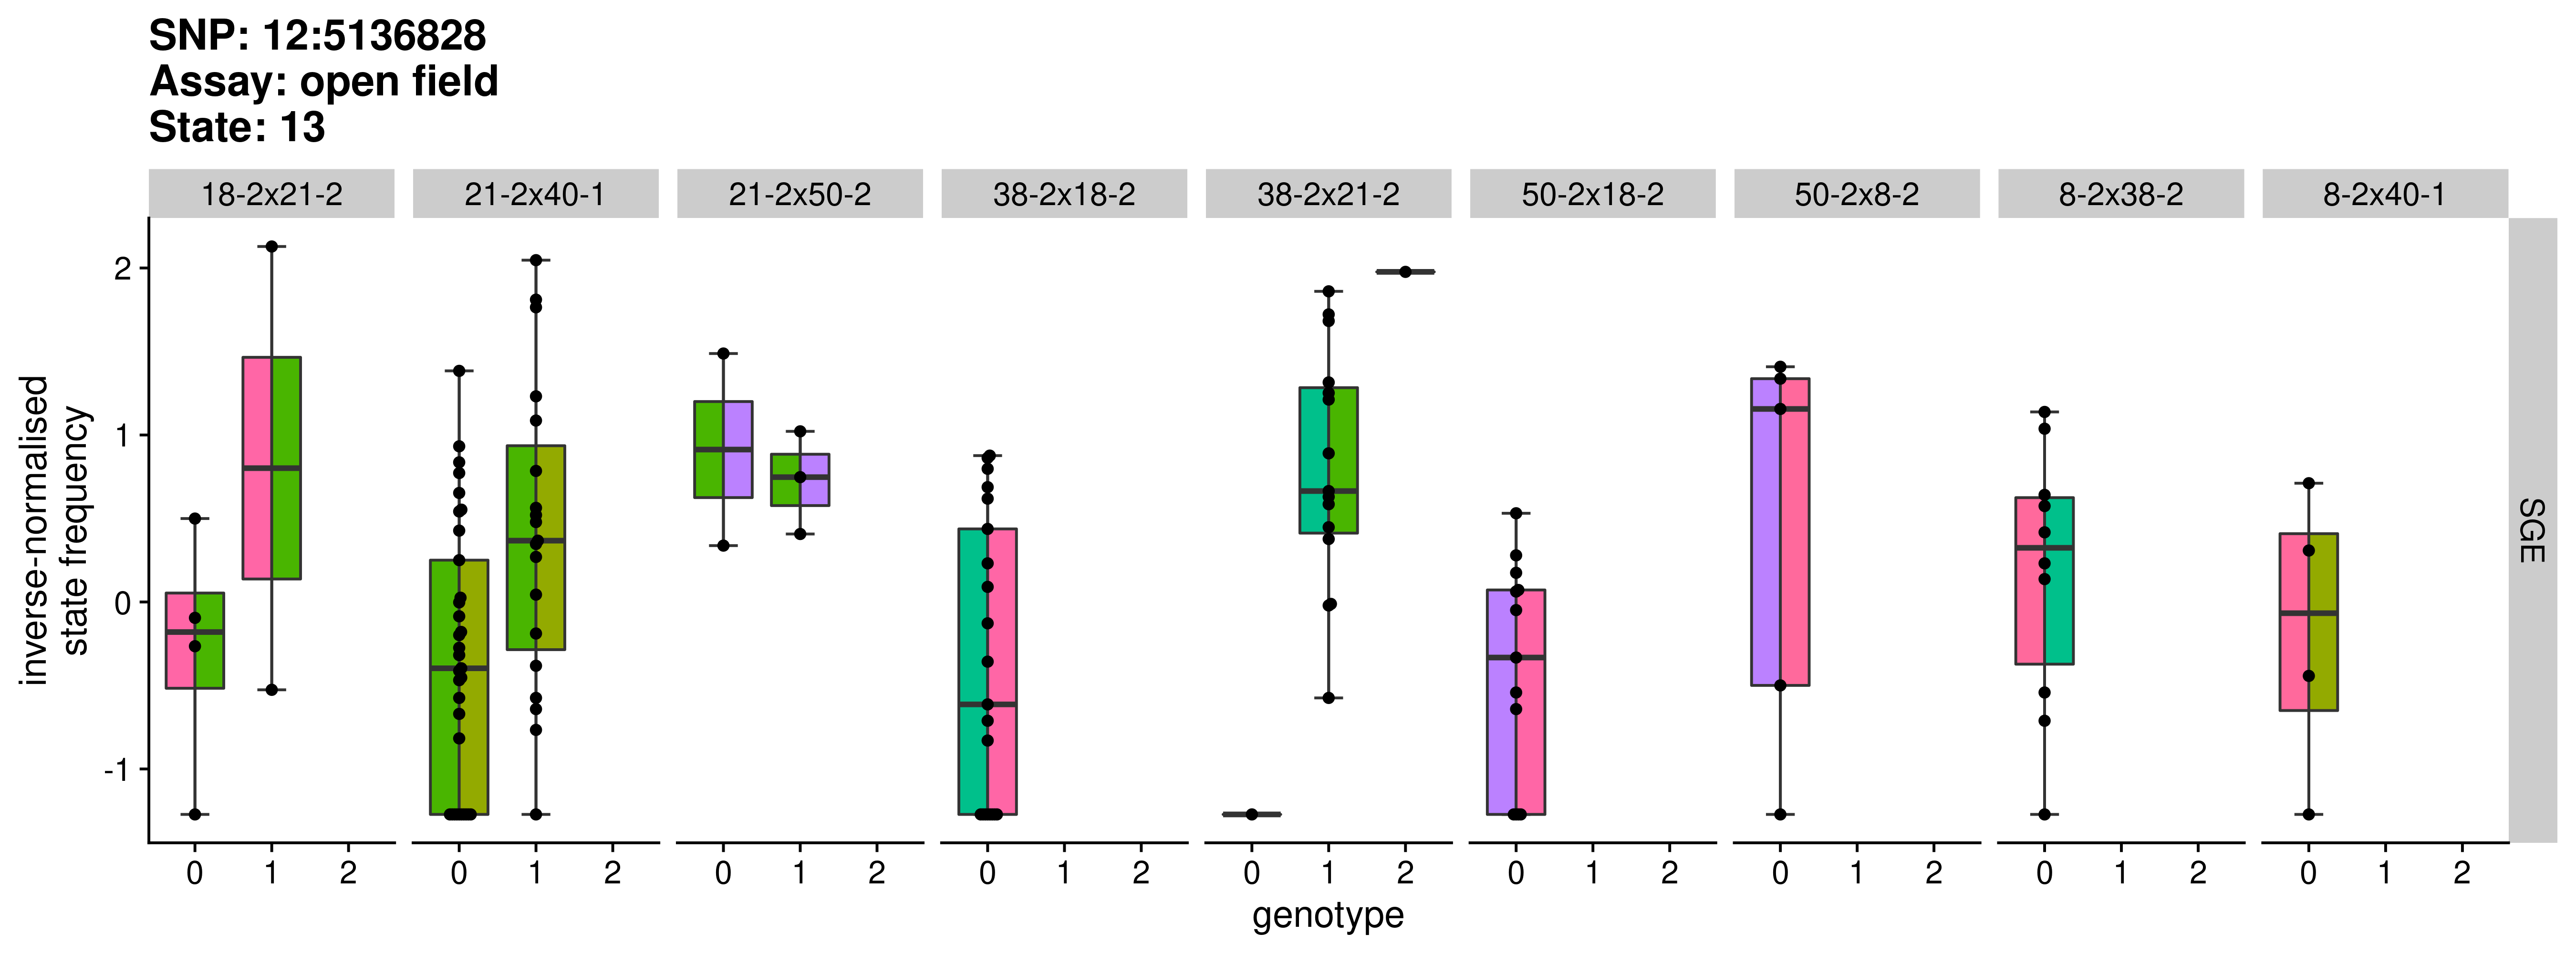 SNP: 12:5136828
Assay: open field
State: 13
18-2x21-2 21-2x40-1 21-2x50-2 38-2x18-2 38-2x21-2 50-2x18-2 50-2x8-2 8-2x38-2 8-2x40-1
inverse-normalised
state frequency
2
1
0
-1
SGE
0 1 2 0 1 2 0 1 2 0 1 2 0 1 2 0 1 2 0 1 2 0 1 2 0 1 2
genotype